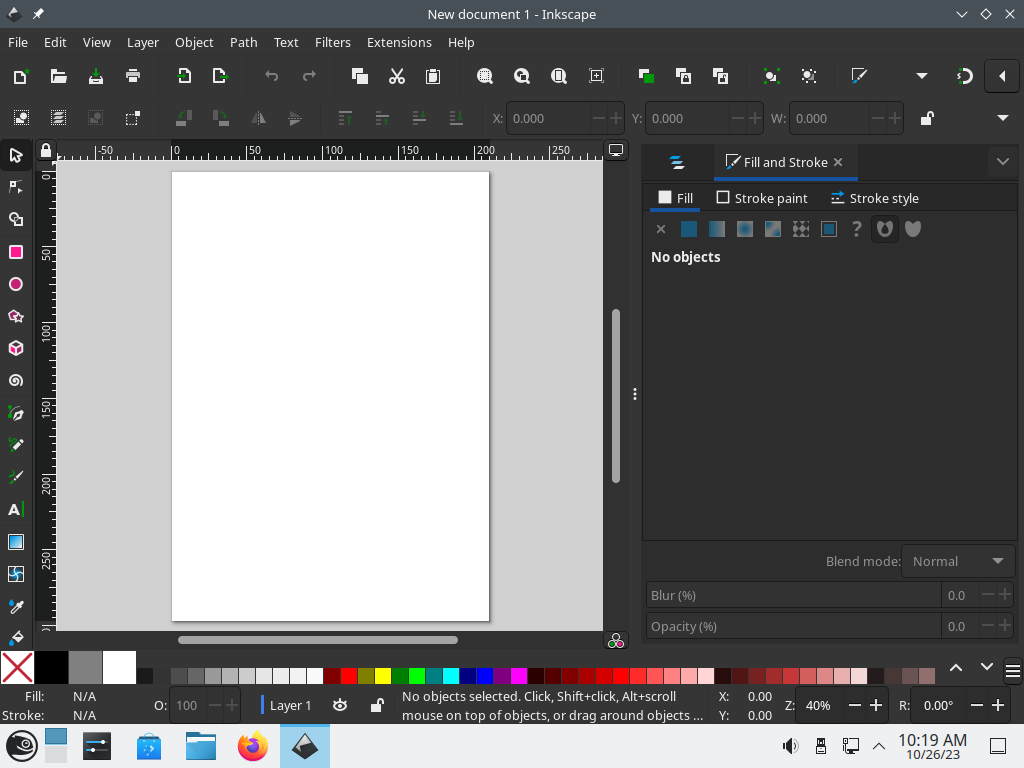 New document 1 - Inkscape
File Edit View Layer Object Path Text Filters Extensions Help
X: 0.000 Y: 0.000 W: 0.000
-50 0 50 100 150 200 250
0
50
100
150
200
250
Fill and Stroke
Fill Stroke paint Stroke style
No objects
Blend mode: Normal
Blur (%) 0.0
Opacity (%) 0.0
Fill: N/A
Stroke: N/A
O: 100
Layer 1
No objects selected. Click, Shift+click, Alt+scroll
mouse on top of objects, or drag around objects ...
X: 0.00
Y: 0.00
Z: 40%
R: 0.00°
10:19 AM
10/26/23